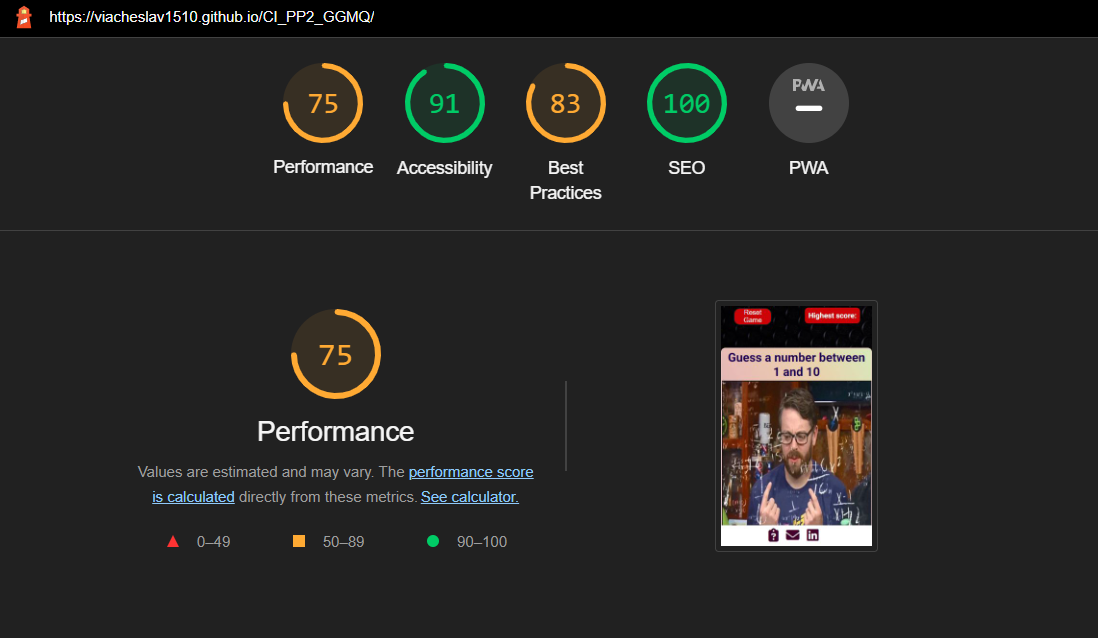 https://viacheslav1510.github.io/CI_PP2_GGMQ/
75
91
83
100
PWA
Performance
Accessibility
Best
Practices
SEO
PWA
75
Performance
Values are estimated and may vary. The performance score
is calculated directly from these metrics. See calculator.
0–49
50–89
90–100
Reset
Game
Highest score:
Guess a number between
1 and 10